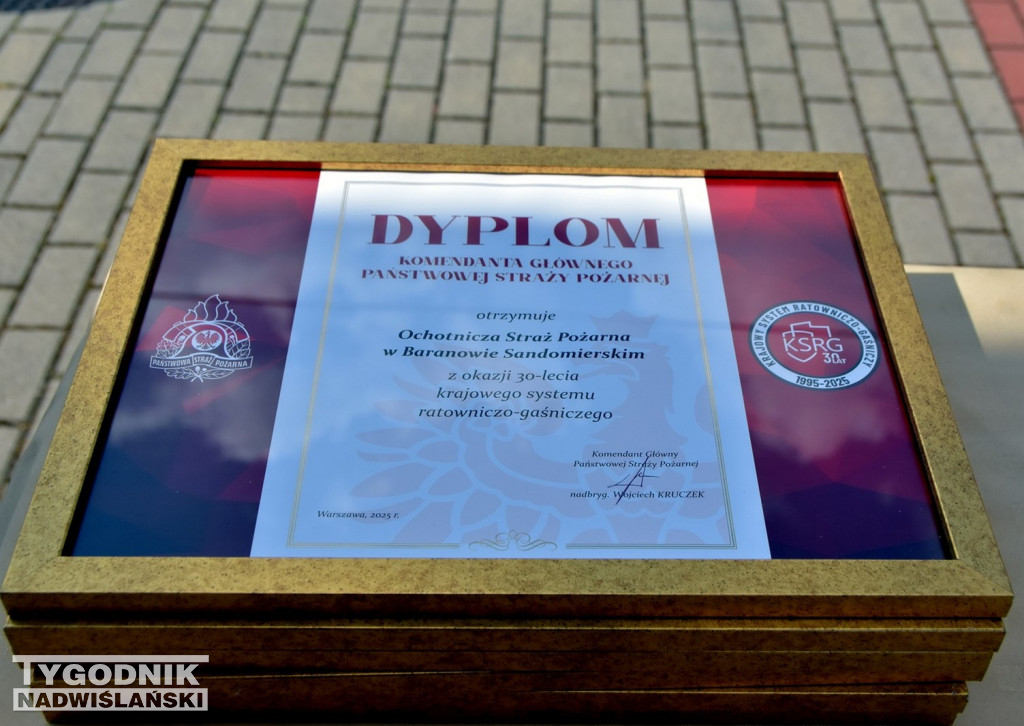 DYPLOM
KOMENDANTA GŁÓWNEGO
PAŃSTWOWEJ STRAŻY POŻARNEJ
otrzymuje
Ochotnicza Straż Pożarna
w Baranowie Sandomierskim
z okazji 30-lecia
krajowego systemu
ratowniczo-gaśniczego
Komendant Główny
Państwowej Straży Pożarnej
nadbryg. Wojciech KRUCZEK
Warszawa, 2025 r.
PAŃSTWOWA STRAŻ POŻARNA
KRAJOWY SYSTEM RATOWNICZO-GAŚNICZY
KSRG
30 LAT
1995-2025
TYGODNIK
NADWIŚLAŃSKI